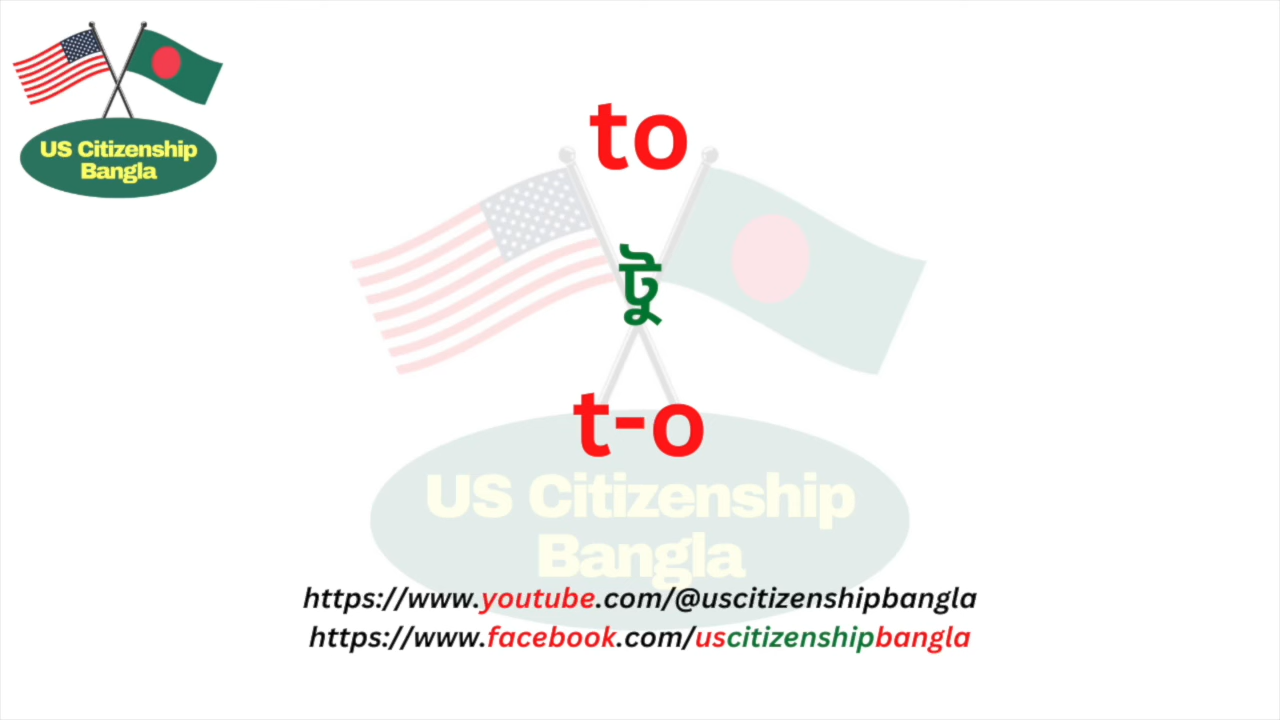 US Citizenship
Bangla
to
টু
t-o
US Citizenship
Bangla
https://www.youtube.com/@uscitizenshipbangla
https://www.facebook.com/uscitizenshipbangla